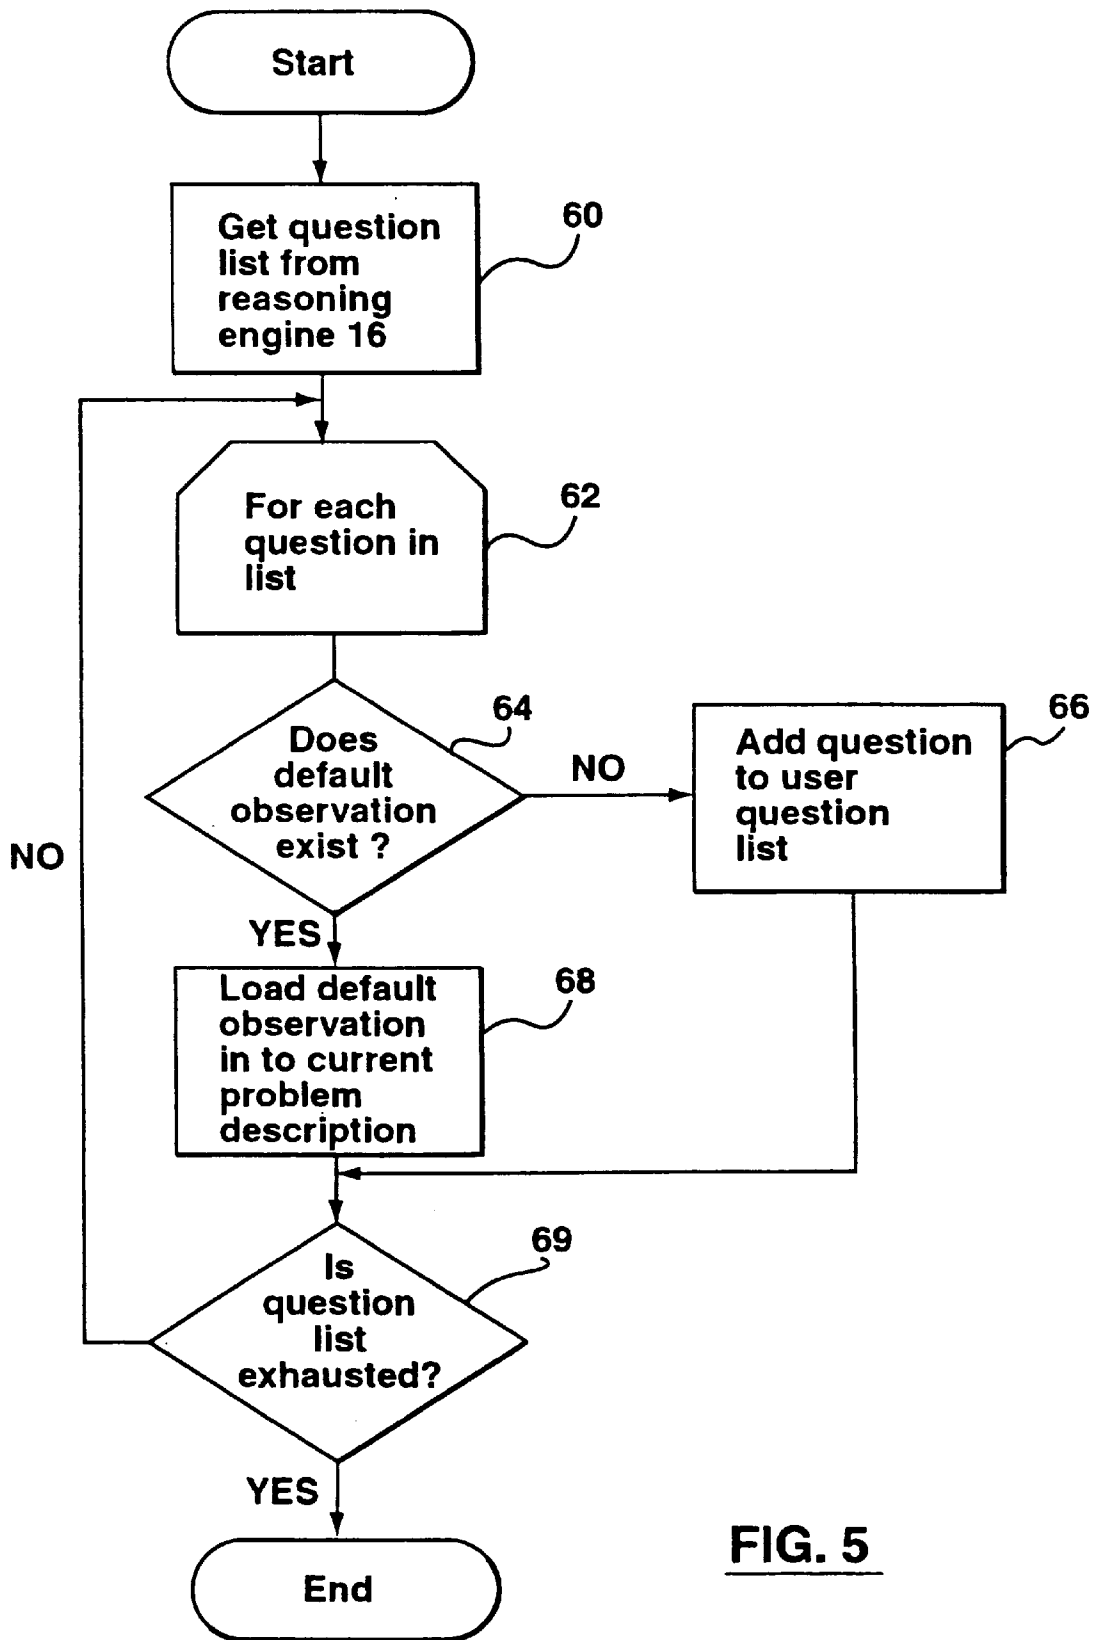 Start
Get question
list from
reasoning
engine 16
60
For each
question in
list
62
Does
default
observation
exist ?
64
NO
Add question
to user
question
list
66
NO
YES
Load default
observation
in to current
problem
description
68
Is
question
list
exhausted?
69
YES
End
FIG. 5